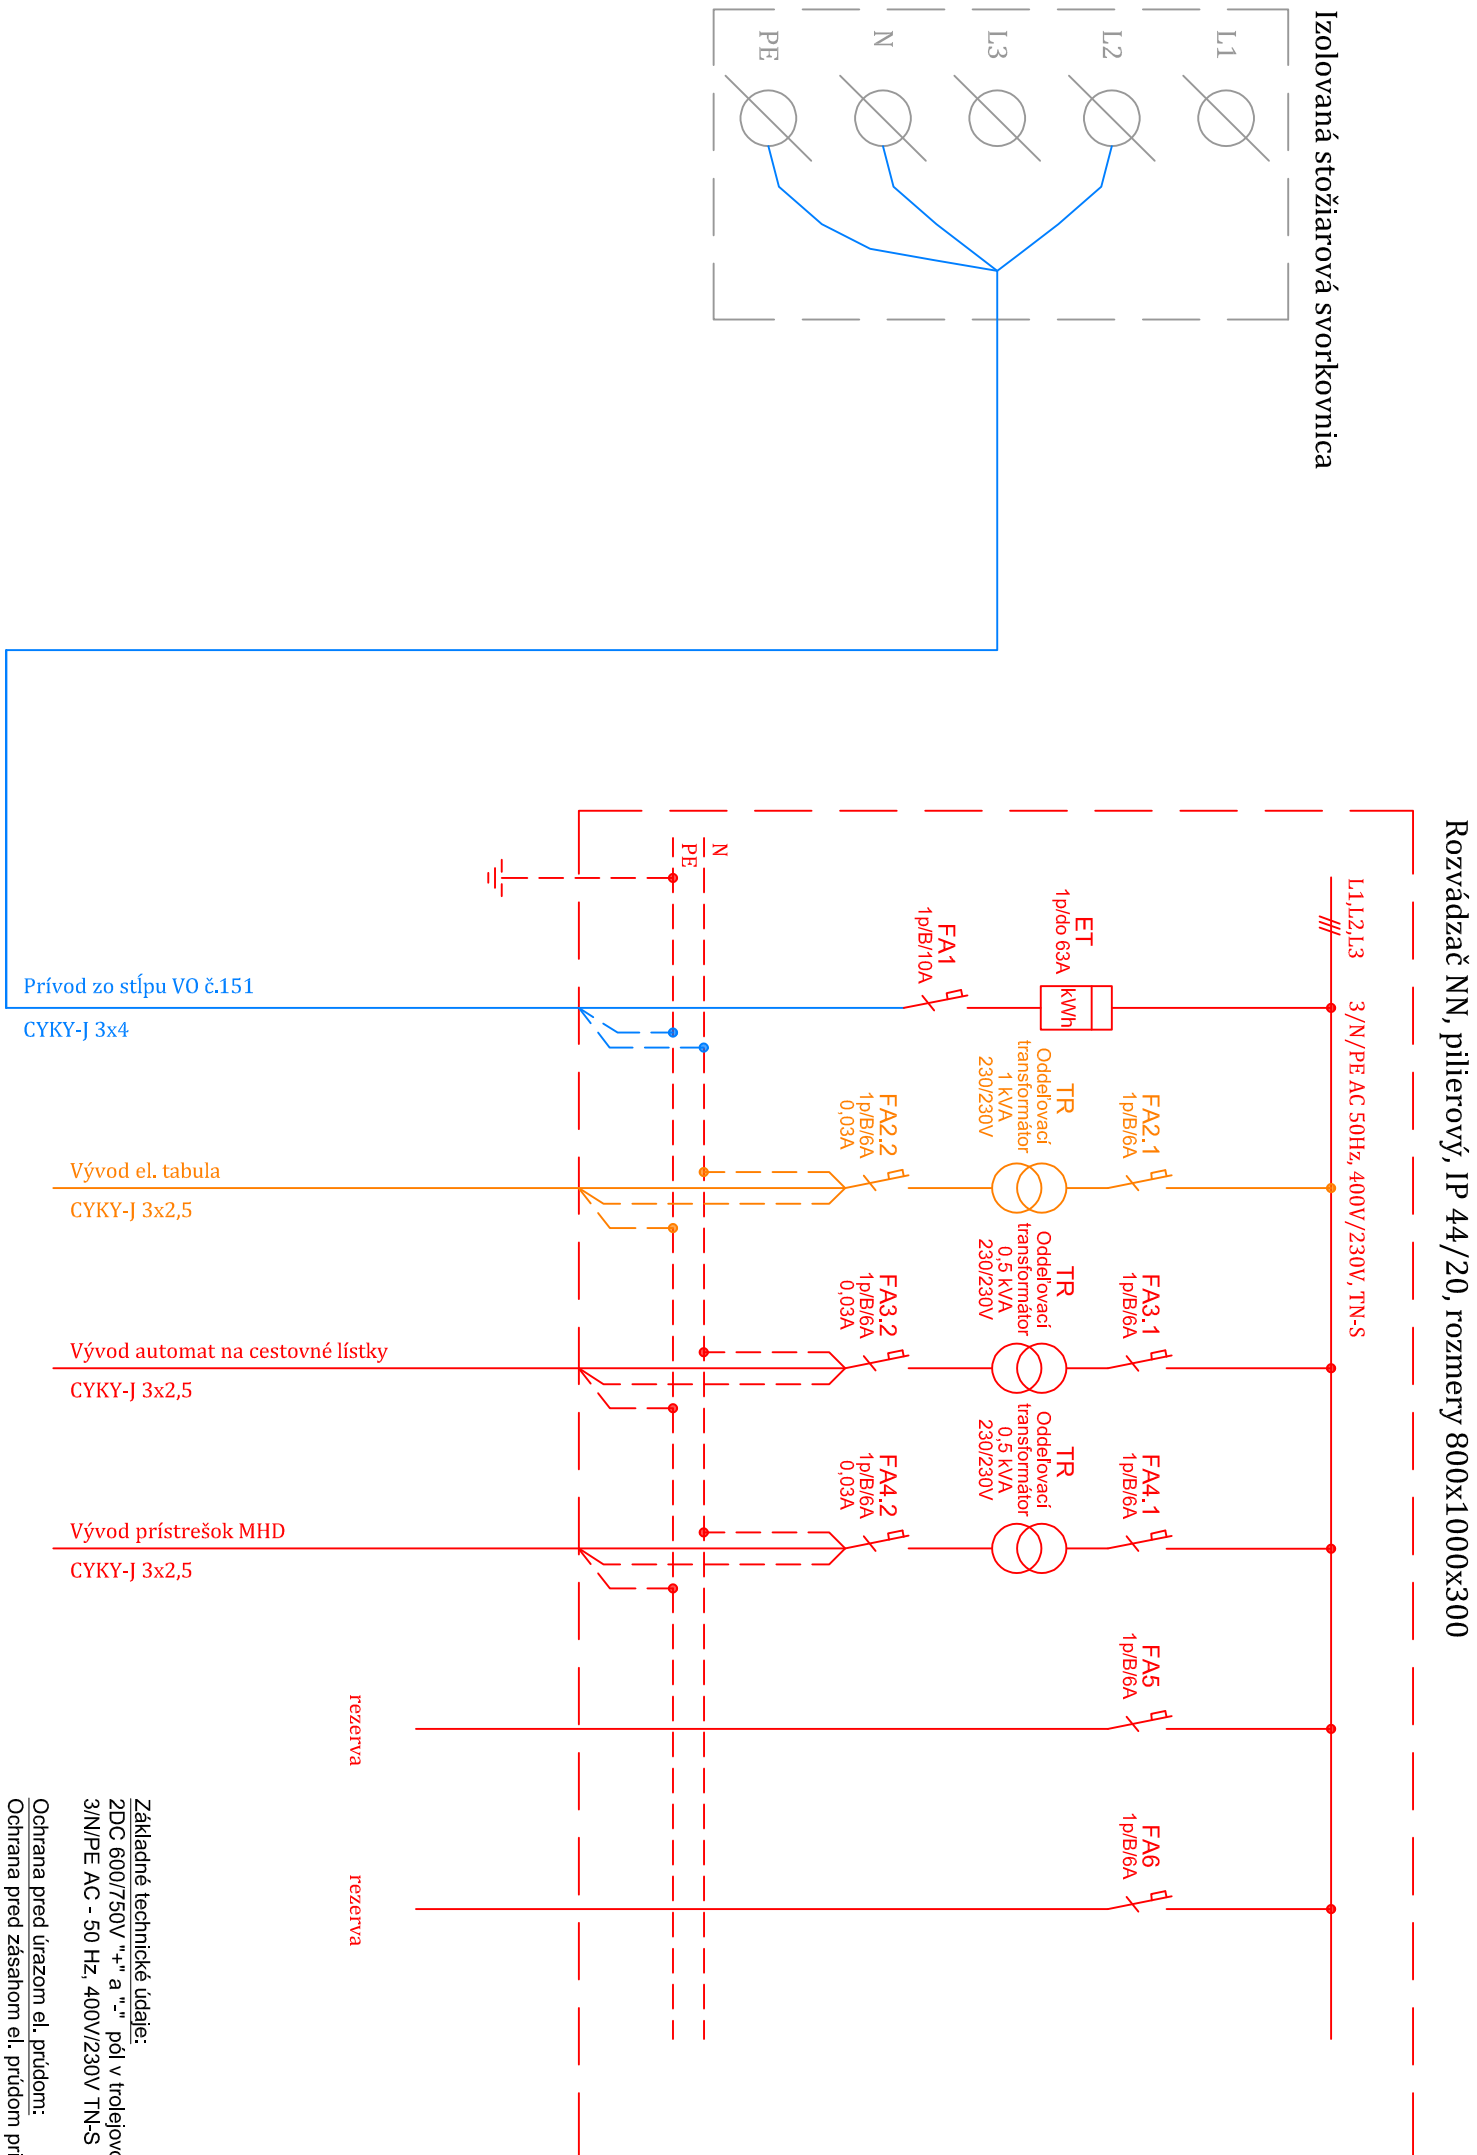 Izolovaná stožiarová svorkovnica
L1
L2
L3
N
PE
Rozvádzač NN, pilierový, IP 44/20, rozmery 800x1000x300
L1,L2,L3
3/N/PE AC 50Hz, 400V/230V, TN-S
N
PE
ET
1p/do 63A
kWh
FA1
1p/B/10A
Prívod zo stĺpu VO č.151
CYKY-J 3x4
FA2.1
1p/B/6A
TR
Oddeľovací
transformátor
1 kVA
230/230V
FA2.2
1p/B/6A
0,03A
Vývod el. tabula
CYKY-J 3x2,5
FA3.1
1p/B/6A
TR
Oddeľovací
transformátor
0,5 kVA
230/230V
FA3.2
1p/B/6A
0,03A
Vývod automat na cestovné lístky
CYKY-J 3x2,5
FA4.1
1p/B/6A
TR
Oddeľovací
transformátor
0,5 kVA
230/230V
FA4.2
1p/B/6A
0,03A
Vývod prístrešok MHD
CYKY-J 3x2,5
FA5
1p/B/6A
rezerva
FA6
1p/B/6A
rezerva
Základné technické údaje:
2DC 600/750V "+" a "-" pól v
3/N/PE AC - 50 Hz, 400V/230V TN-S
Ochrana pred úrazom el. prúdom:
Ochrana pred zásahom el. prúdom